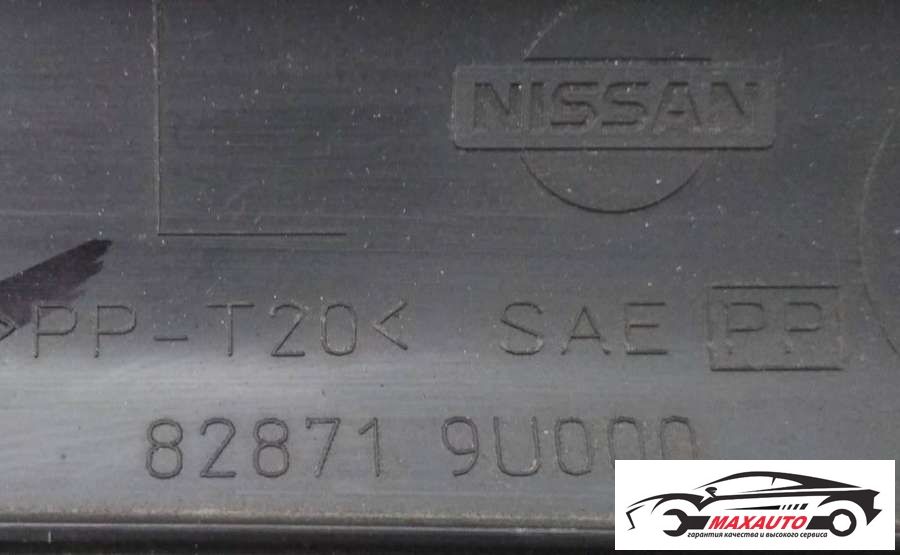 NISSAN
>PP-T20< SAE PP
82871 9U000
MAXAUTO
гарантия качества и высокого сервиса